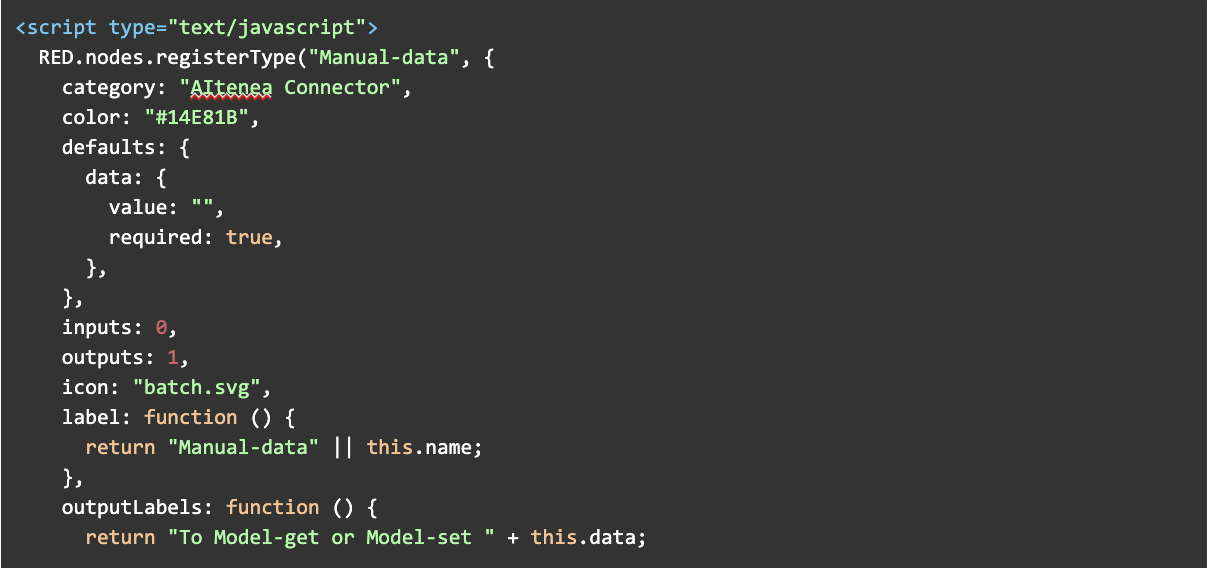 <script type="text/javascript">
RED.nodes.registerType("Manual-data", {
category: "AItenea Connector",
color: "#14E81B",
defaults: {
data: {
value: "",
required: true,
},
},
inputs: 0,
outputs: 1,
icon: "batch.svg",
label: function () {
return "Manual-data" || this.name;
},
outputLabels: function () {
return "To Model-get or Model-set " + this.data;